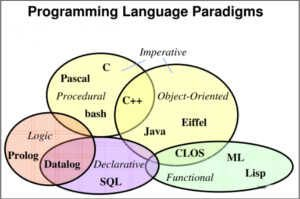 Programming Language Paradigms
Imperative
C
Pascal
Procedural
C++
Object-Oriented
bash
Java
Eiffel
Logic
CLOS
ML
Prolog
Datalog
Declarative
SQL
Functional
Lisp